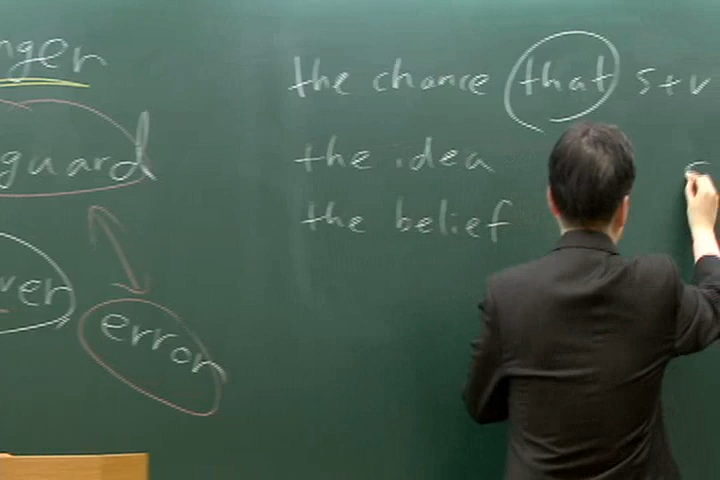 nger
guard
ver
error
the chance that s+v
the idea
the belief